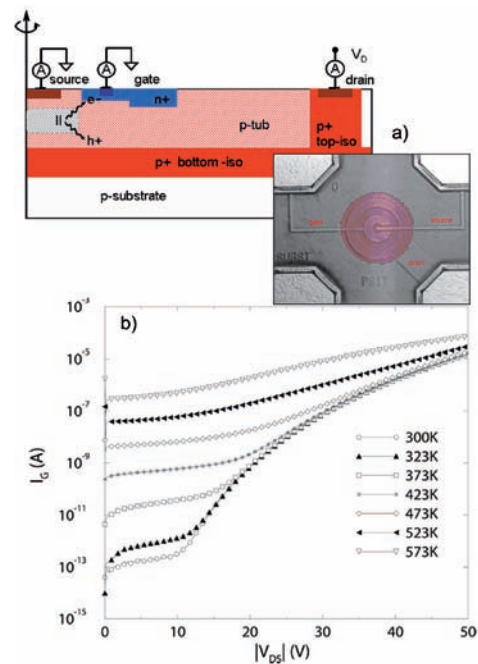 V_D
A
A
A
source
gate
drain
e-
n+
II
p-tub
p+
top-iso
h+
p+ bottom -iso
p-substrate
a)
SUBST
PSIT
b)
10⁻³
10⁻⁵
10⁻⁷
10⁻⁹
10⁻¹¹
10⁻¹³
10⁻¹⁵
I_G (A)
300K
323K
373K
423K
473K
523K
573K
0
10
20
30
40
50
|V_DS| (V)